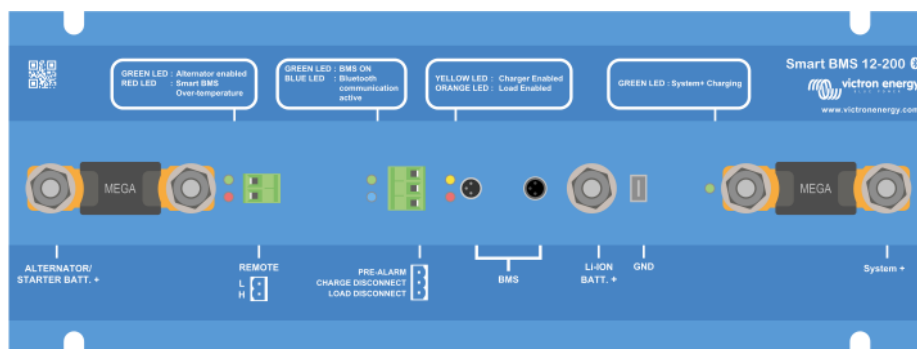 GREEN LED : Alternator enabled
RED LED : Smart BMS
Over-temperature
GREEN LED : BMS ON
BLUE LED : Bluetooth
communication
active
YELLOW LED : Charger Enabled
ORANGE LED : Load Enabled
GREEN LED : System+ Charging
Smart BMS 12-200
victron energy
BLUE POWER
www.victronenergy.com
MEGA
MEGA
ALTERNATOR/
STARTER BATT. +
REMOTE
L
H
PRE-ALARM
CHARGE DISCONNECT
LOAD DISCONNECT
BMS
Li-ION
BATT. +
GND
System +